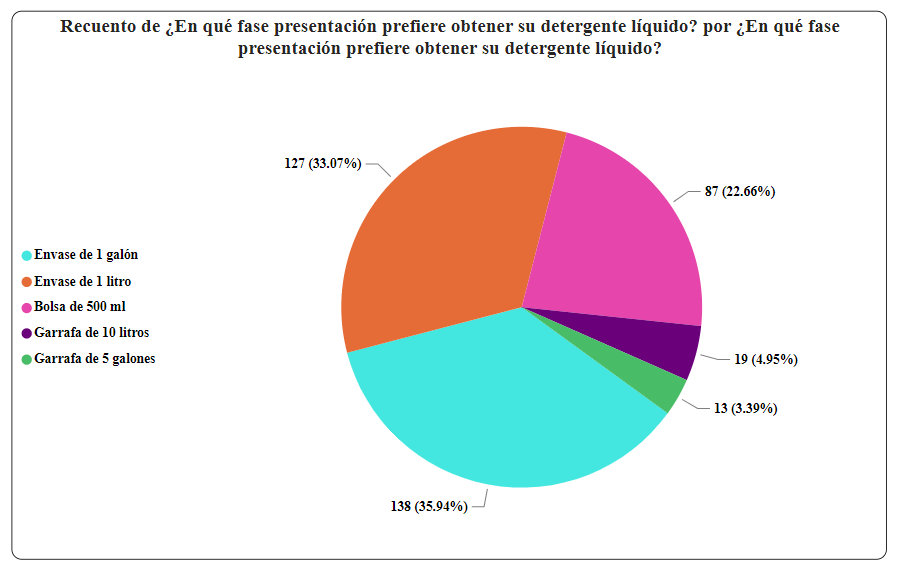 Recuento de ¿En qué fase presentación prefiere obtener su detergente líquido? por ¿En qué fase
presentación prefiere obtener su detergente líquido?
127 (33.07%)
87 (22.66%)
Envase de 1 galón
Envase de 1 litro
Bolsa de 500 ml
Garrafa de 10 litros
Garrafa de 5 galones
19 (4.95%)
13 (3.39%)
138 (35.94%)